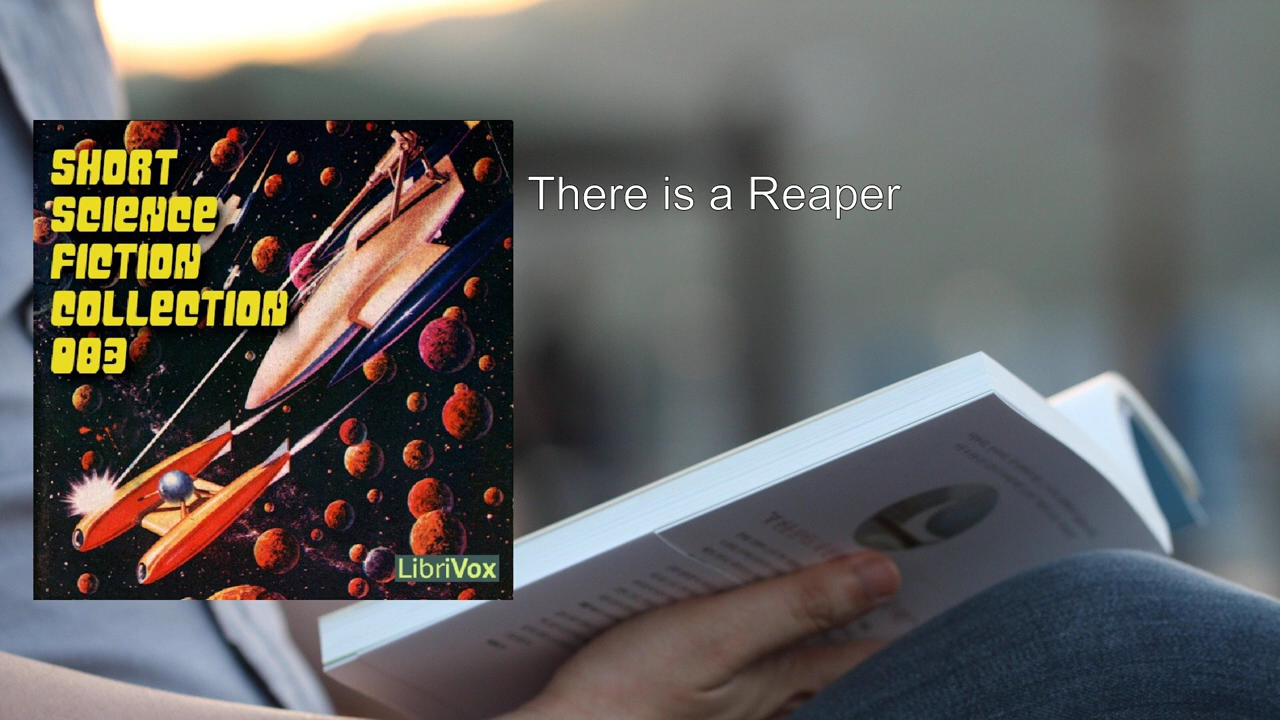 SHORT
SCIENCE
FICTION
COLLECTION
083
There is a Reaper
LibriVox